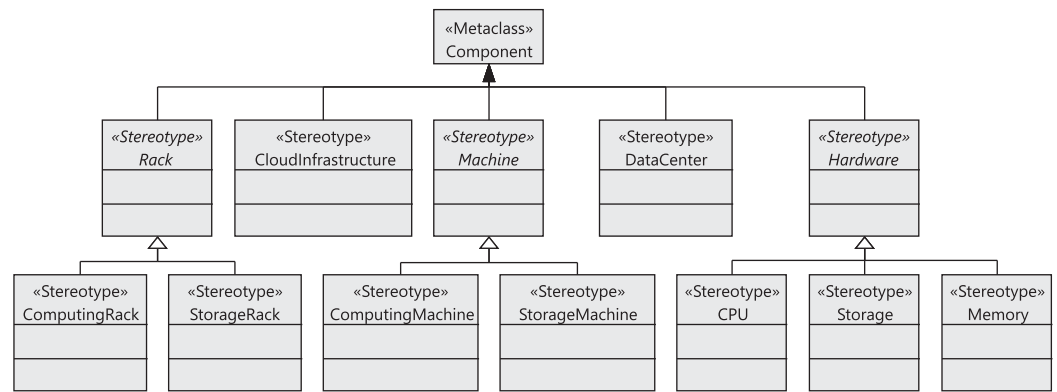 «Metaclass»
Component
«Stereotype»
Rack
«Stereotype»
CloudInfrastructure
«Stereotype»
Machine
«Stereotype»
DataCenter
«Stereotype»
Hardware
«Stereotype»
ComputingRack
«Stereotype»
StorageRack
«Stereotype»
ComputingMachine
«Stereotype»
StorageMachine
«Stereotype»
CPU
«Stereotype»
Storage
«Stereotype»
Memory